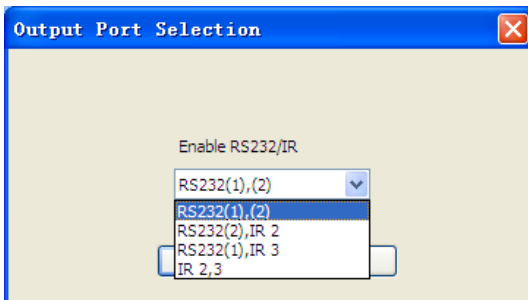 Output Port Selection
Enable RS232/IR
RS232(1),(2)
RS232(1),(2)
RS232(2),IR 2
RS232(1),IR 3
IR 2,3